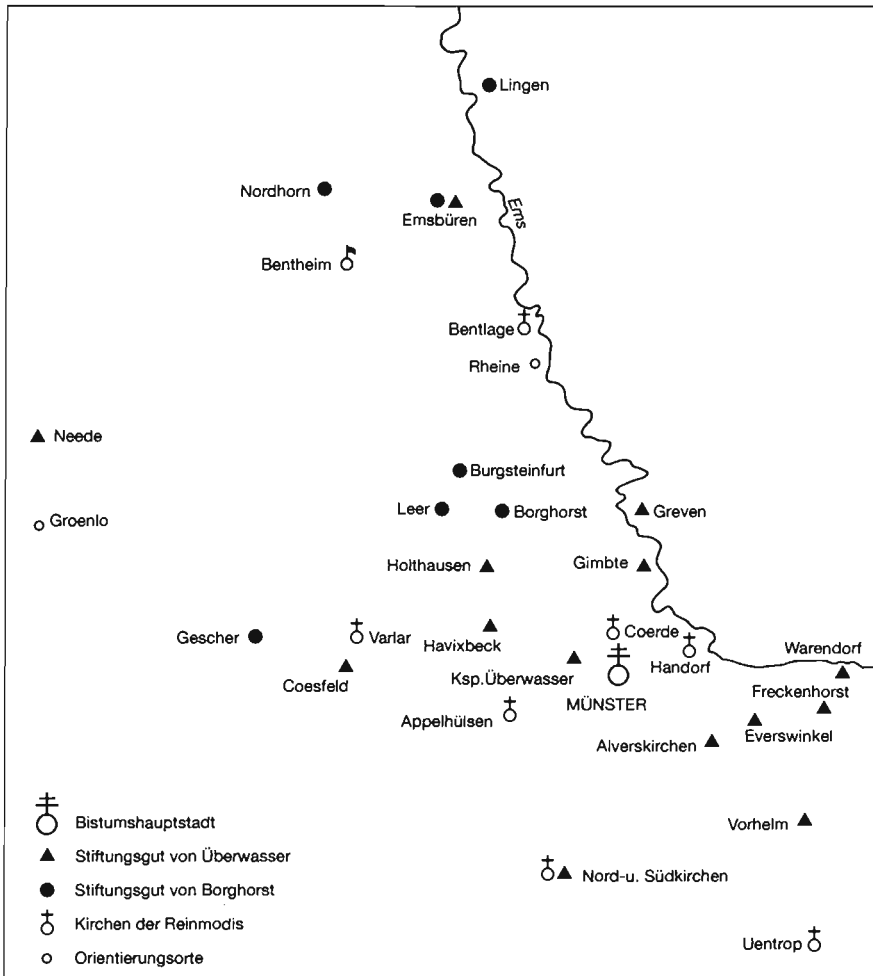 Lingen
Nordhorn
Emsbüren
Ems
Bentheim
Bentlage
Rheine
Neede
Burgsteinfurt
Groenlo
Leer
Borghorst
Greven
Holthausen
Gimbte
Gescher
Varlar
Havixbeck
Coerde
Handorf
Warendorf
Coesfeld
Ksp.Überwasser
MÜNSTER
Freckenhorst
Appelhülsen
Alverskirchen
Everswinkel
Bistumshauptstadt
Vorhelm
Stiftungsgut von Überwasser
Stiftungsgut von Borghorst
Nord-u. Südkirchen
Kirchen der Reinmodis
Uentrop
Orientierungsorte